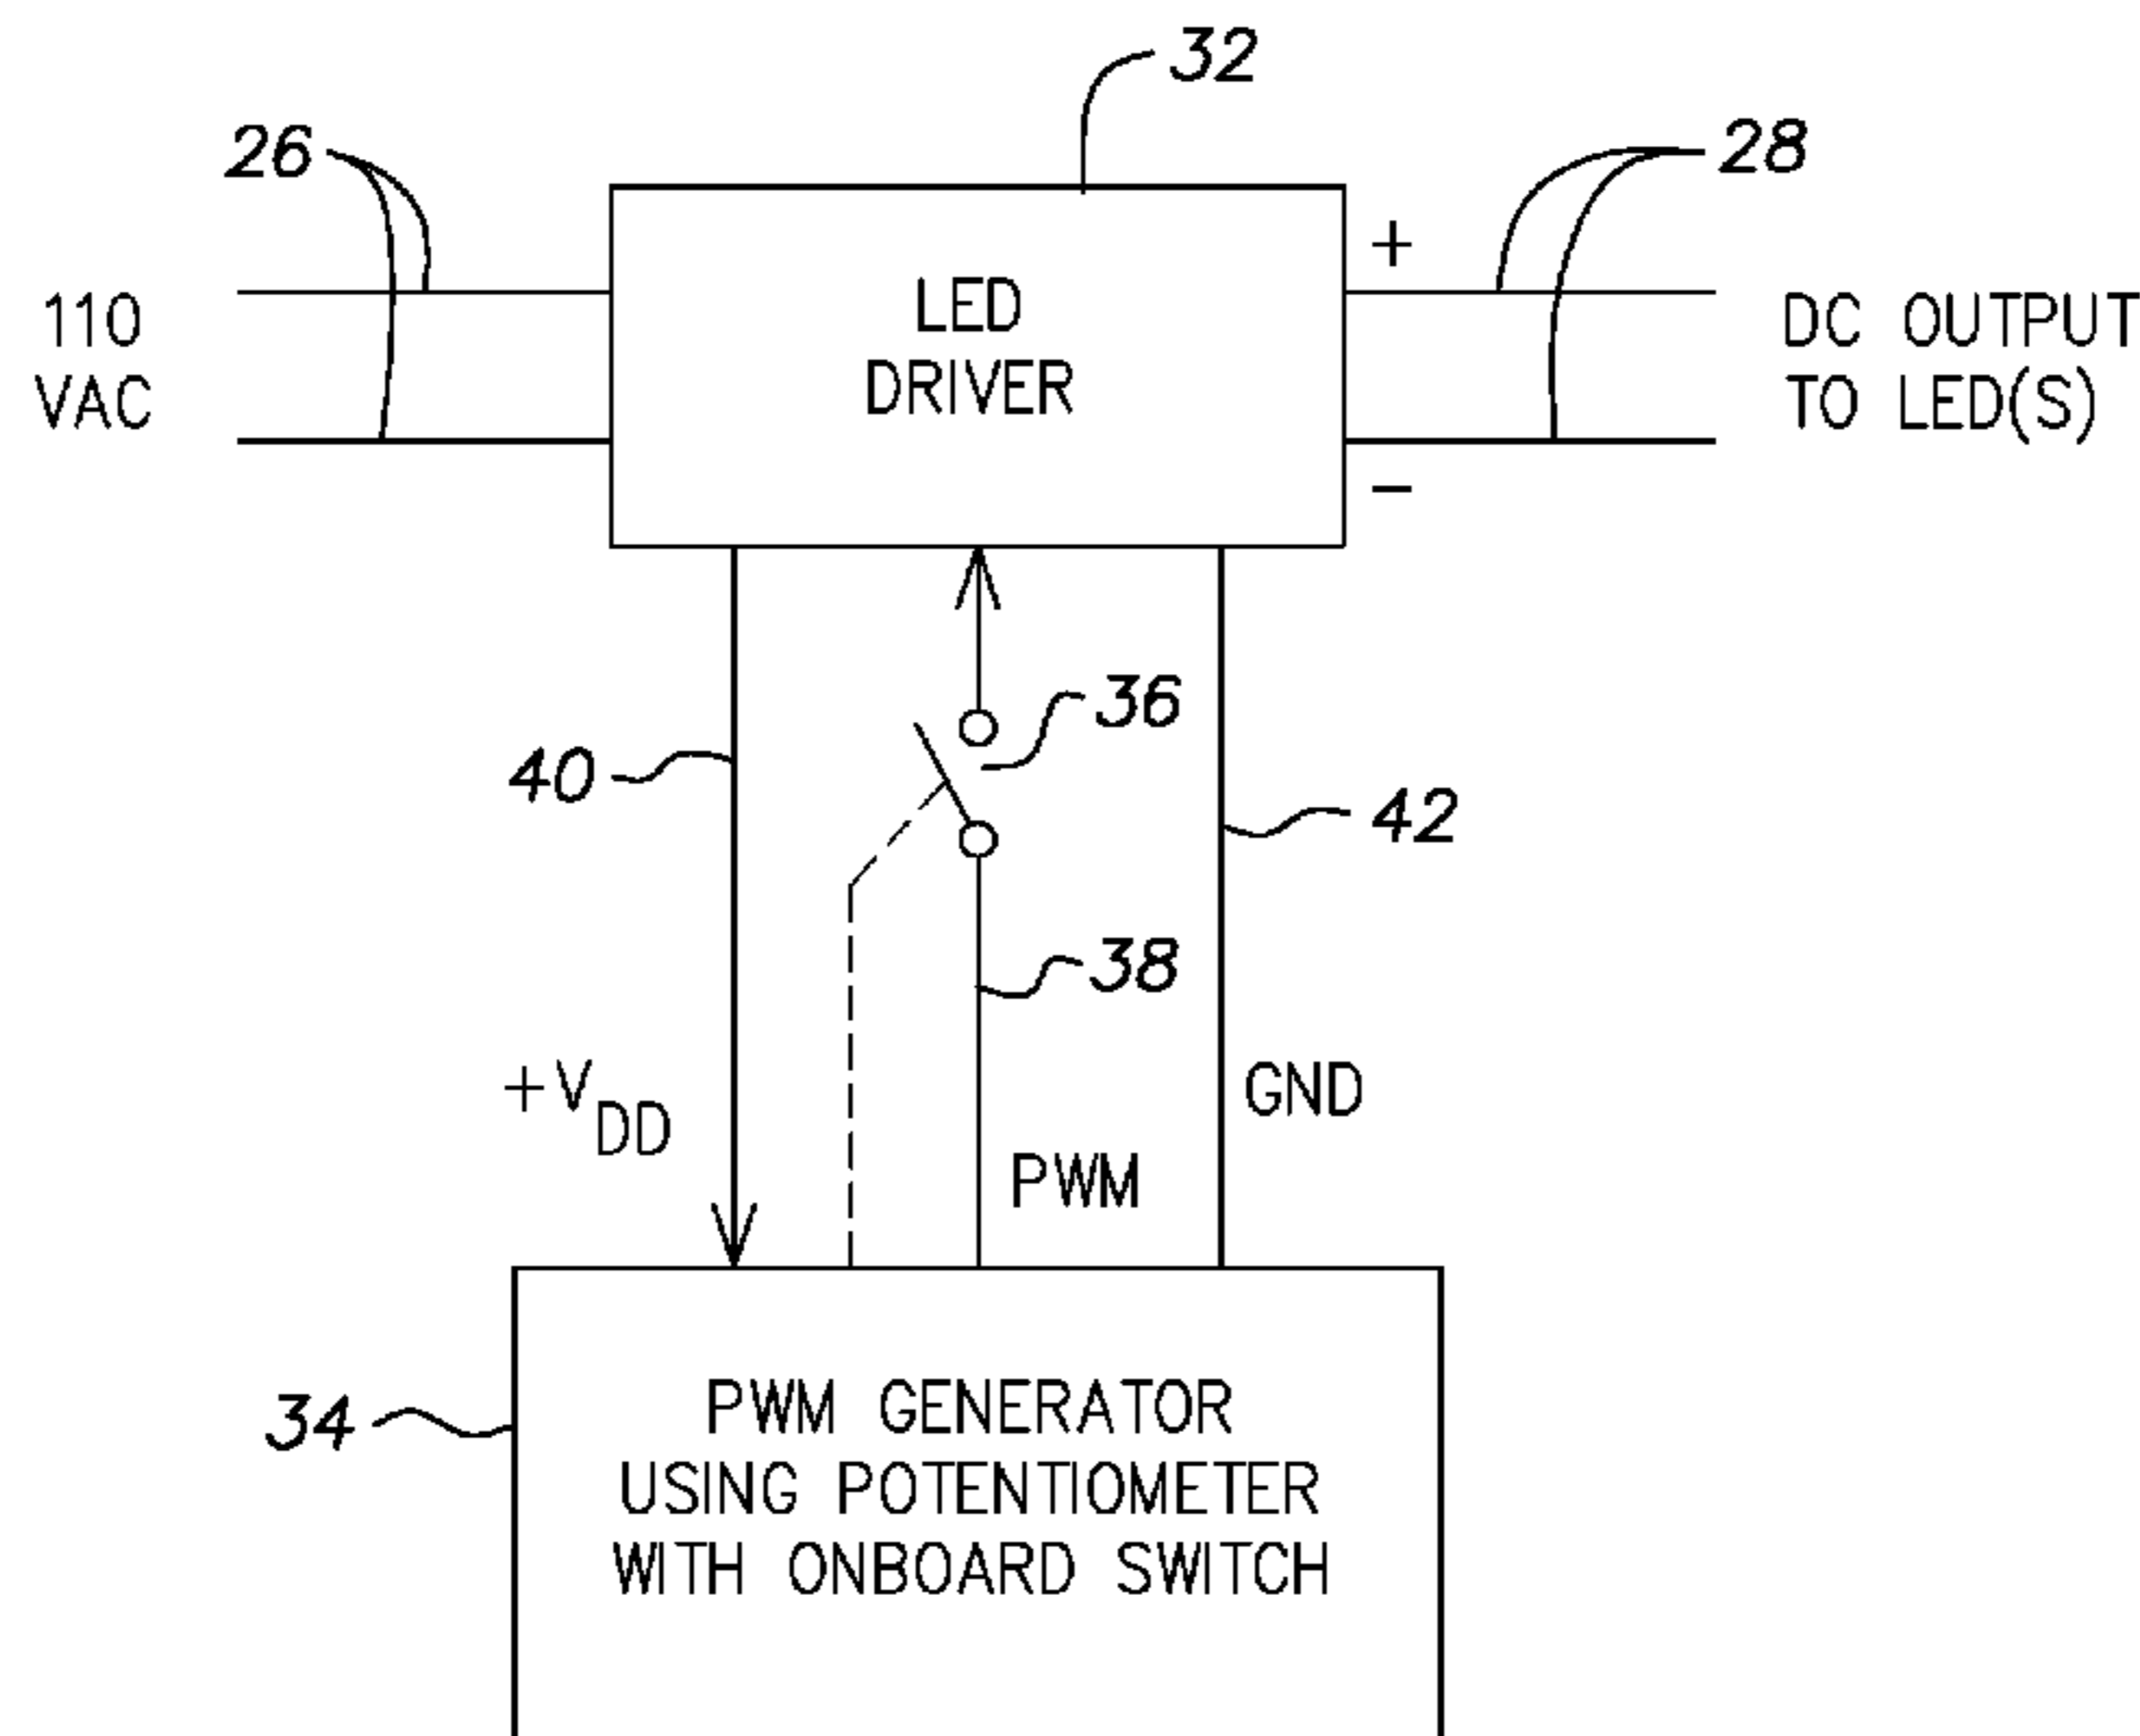 32
26
28
110
VAC
LED
DRIVER
+
−
DC OUTPUT
TO LED(S)
36
40
42
38
+VDD
PWM
GND
34
PWM GENERATOR
USING POTENTIOMETER
WITH ONBOARD SWITCH